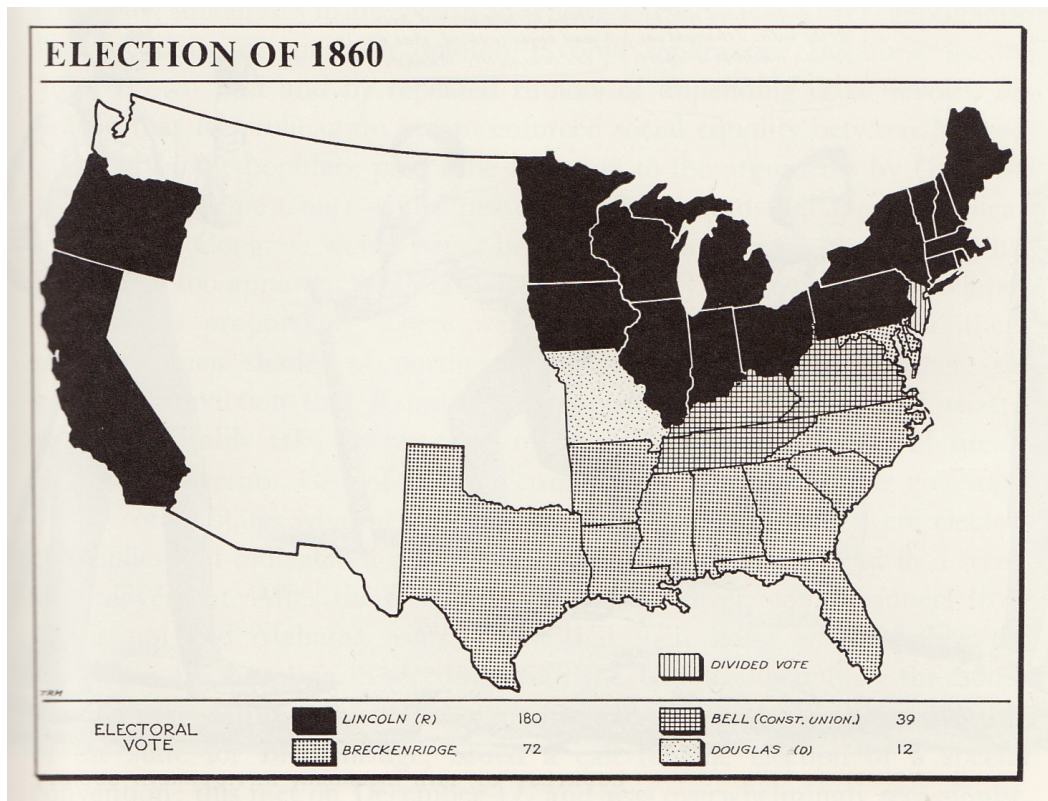 ELECTION OF 1860
DIVIDED VOTE
TRM
ELECTORAL
VOTE
LINCOLN (R) 180
BRECKENRIDGE 72
BELL (CONST. UNION.) 39
DOUGLAS (D) 12